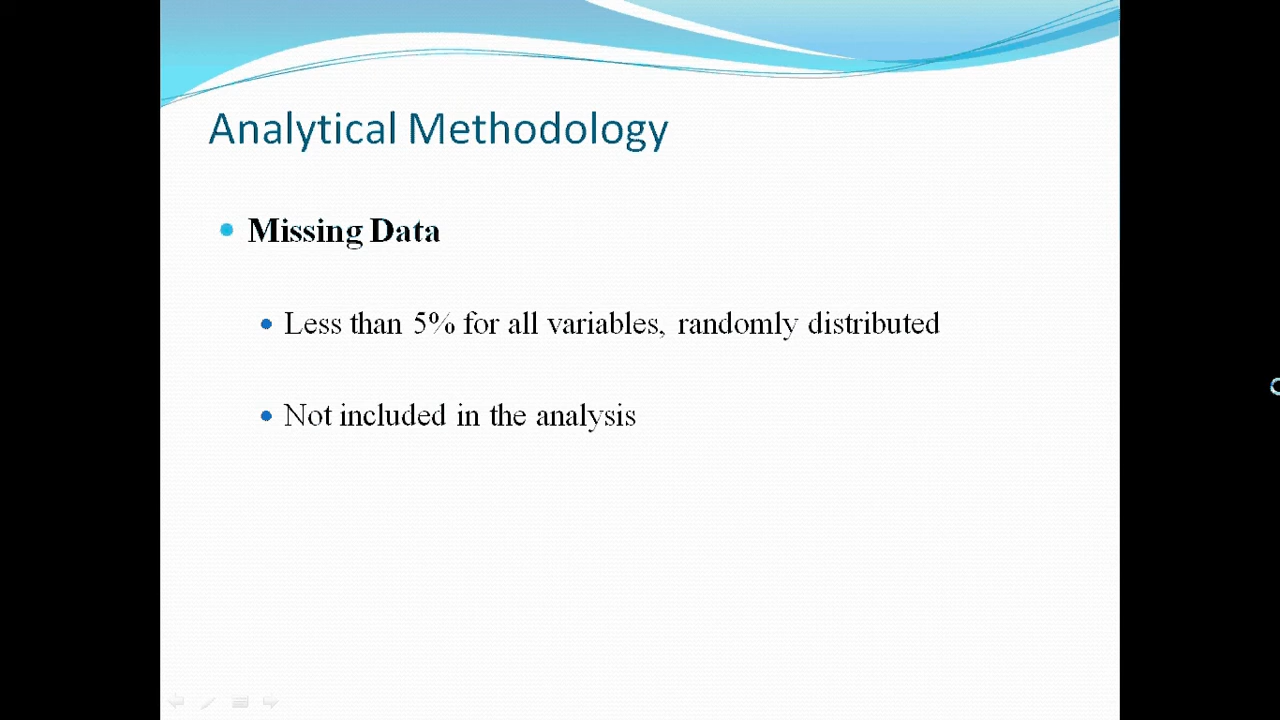 Analytical Methodology
Missing Data
Less than 5% for all variables, randomly distributed
Not included in the analysis